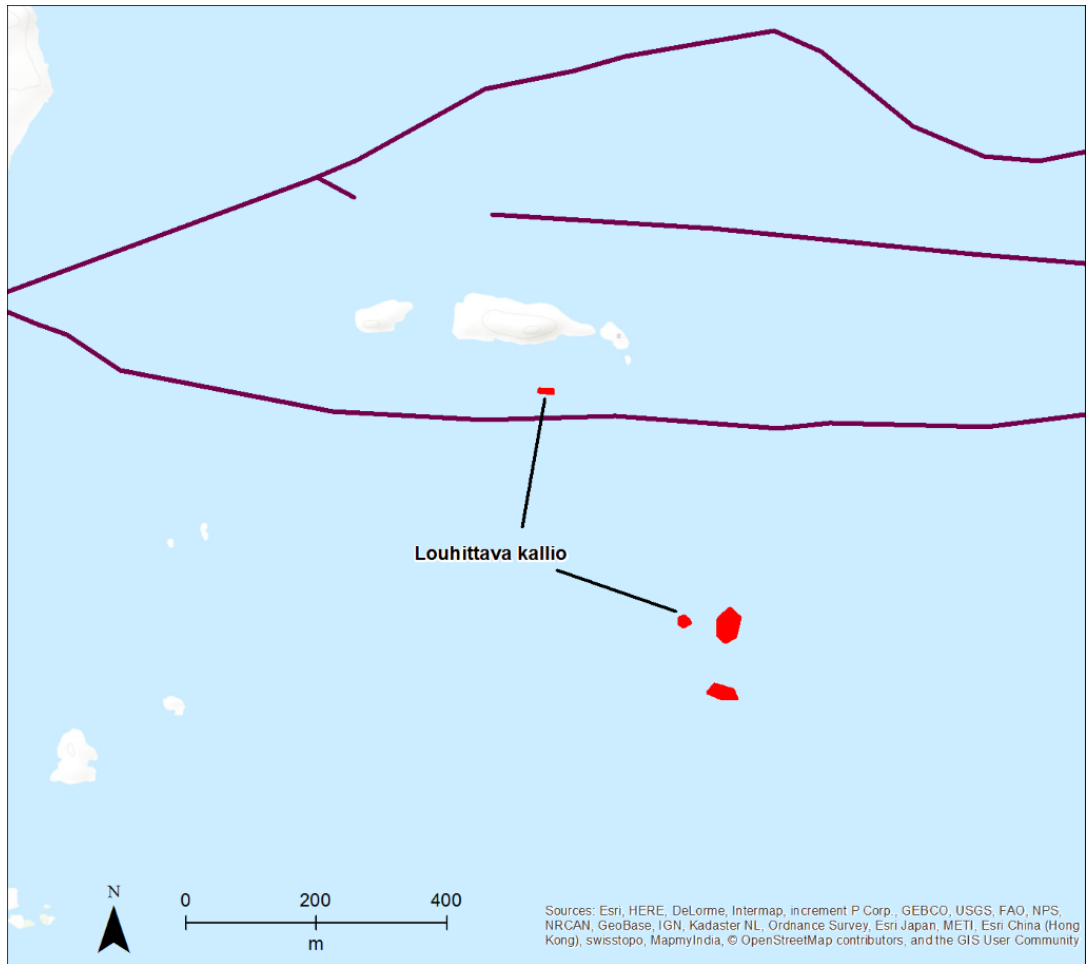 Louhittava kallio
N
0 200 400
m
Sources: Esri, HERE, DeLorme, Intermap, increment P Corp., GEBCO, USGS, FAO, NPS,
NRCAN, GeoBase, IGN, Kadaster NL, Ordnance Survey, Esri Japan, METI, Esri China (Hong
Kong), swisstopo, MapmyIndia, © OpenStreetMap contributors, and the GIS User Community